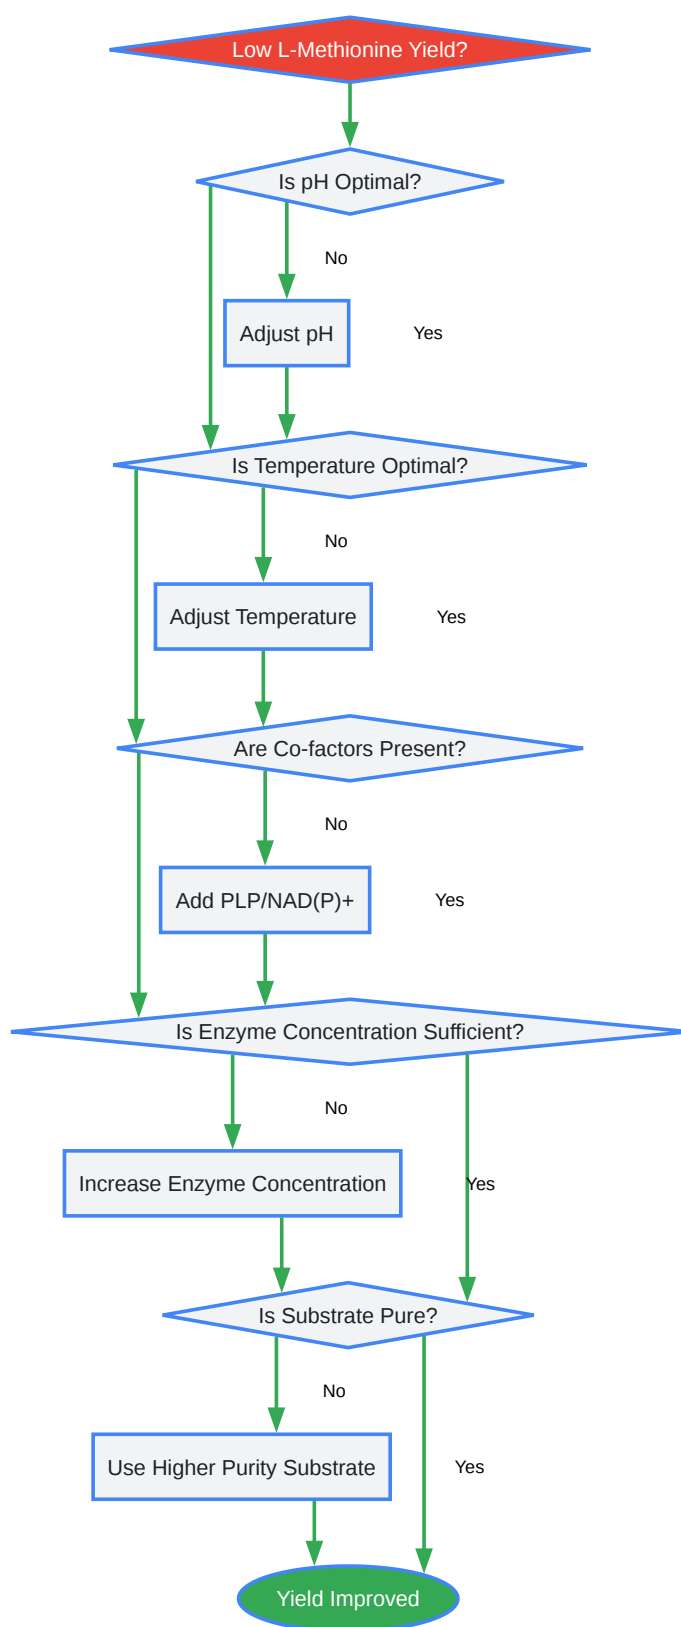 Low L-Methionine Yield?
Is pH Optimal?
No
Adjust pH
Yes
Is Temperature Optimal?
No
Adjust Temperature
Yes
Are Co-factors Present?
No
Add PLP/NAD(P)+
Yes
Is Enzyme Concentration Sufficient?
No
Increase Enzyme Concentration
Yes
Is Substrate Pure?
No
Use Higher Purity Substrate
Yes
Yield Improved